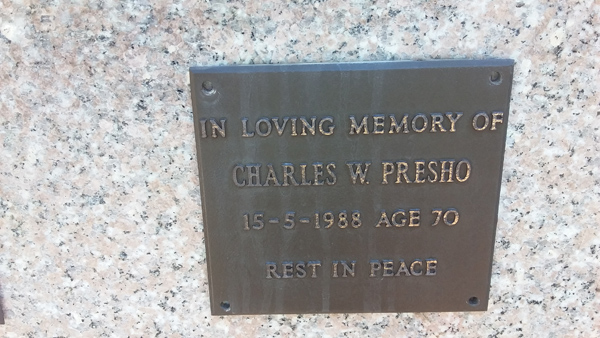 IN LOVING MEMORY OF
CHARLES W. PRESHO
15-5-1988 AGE 70
REST IN PEACE